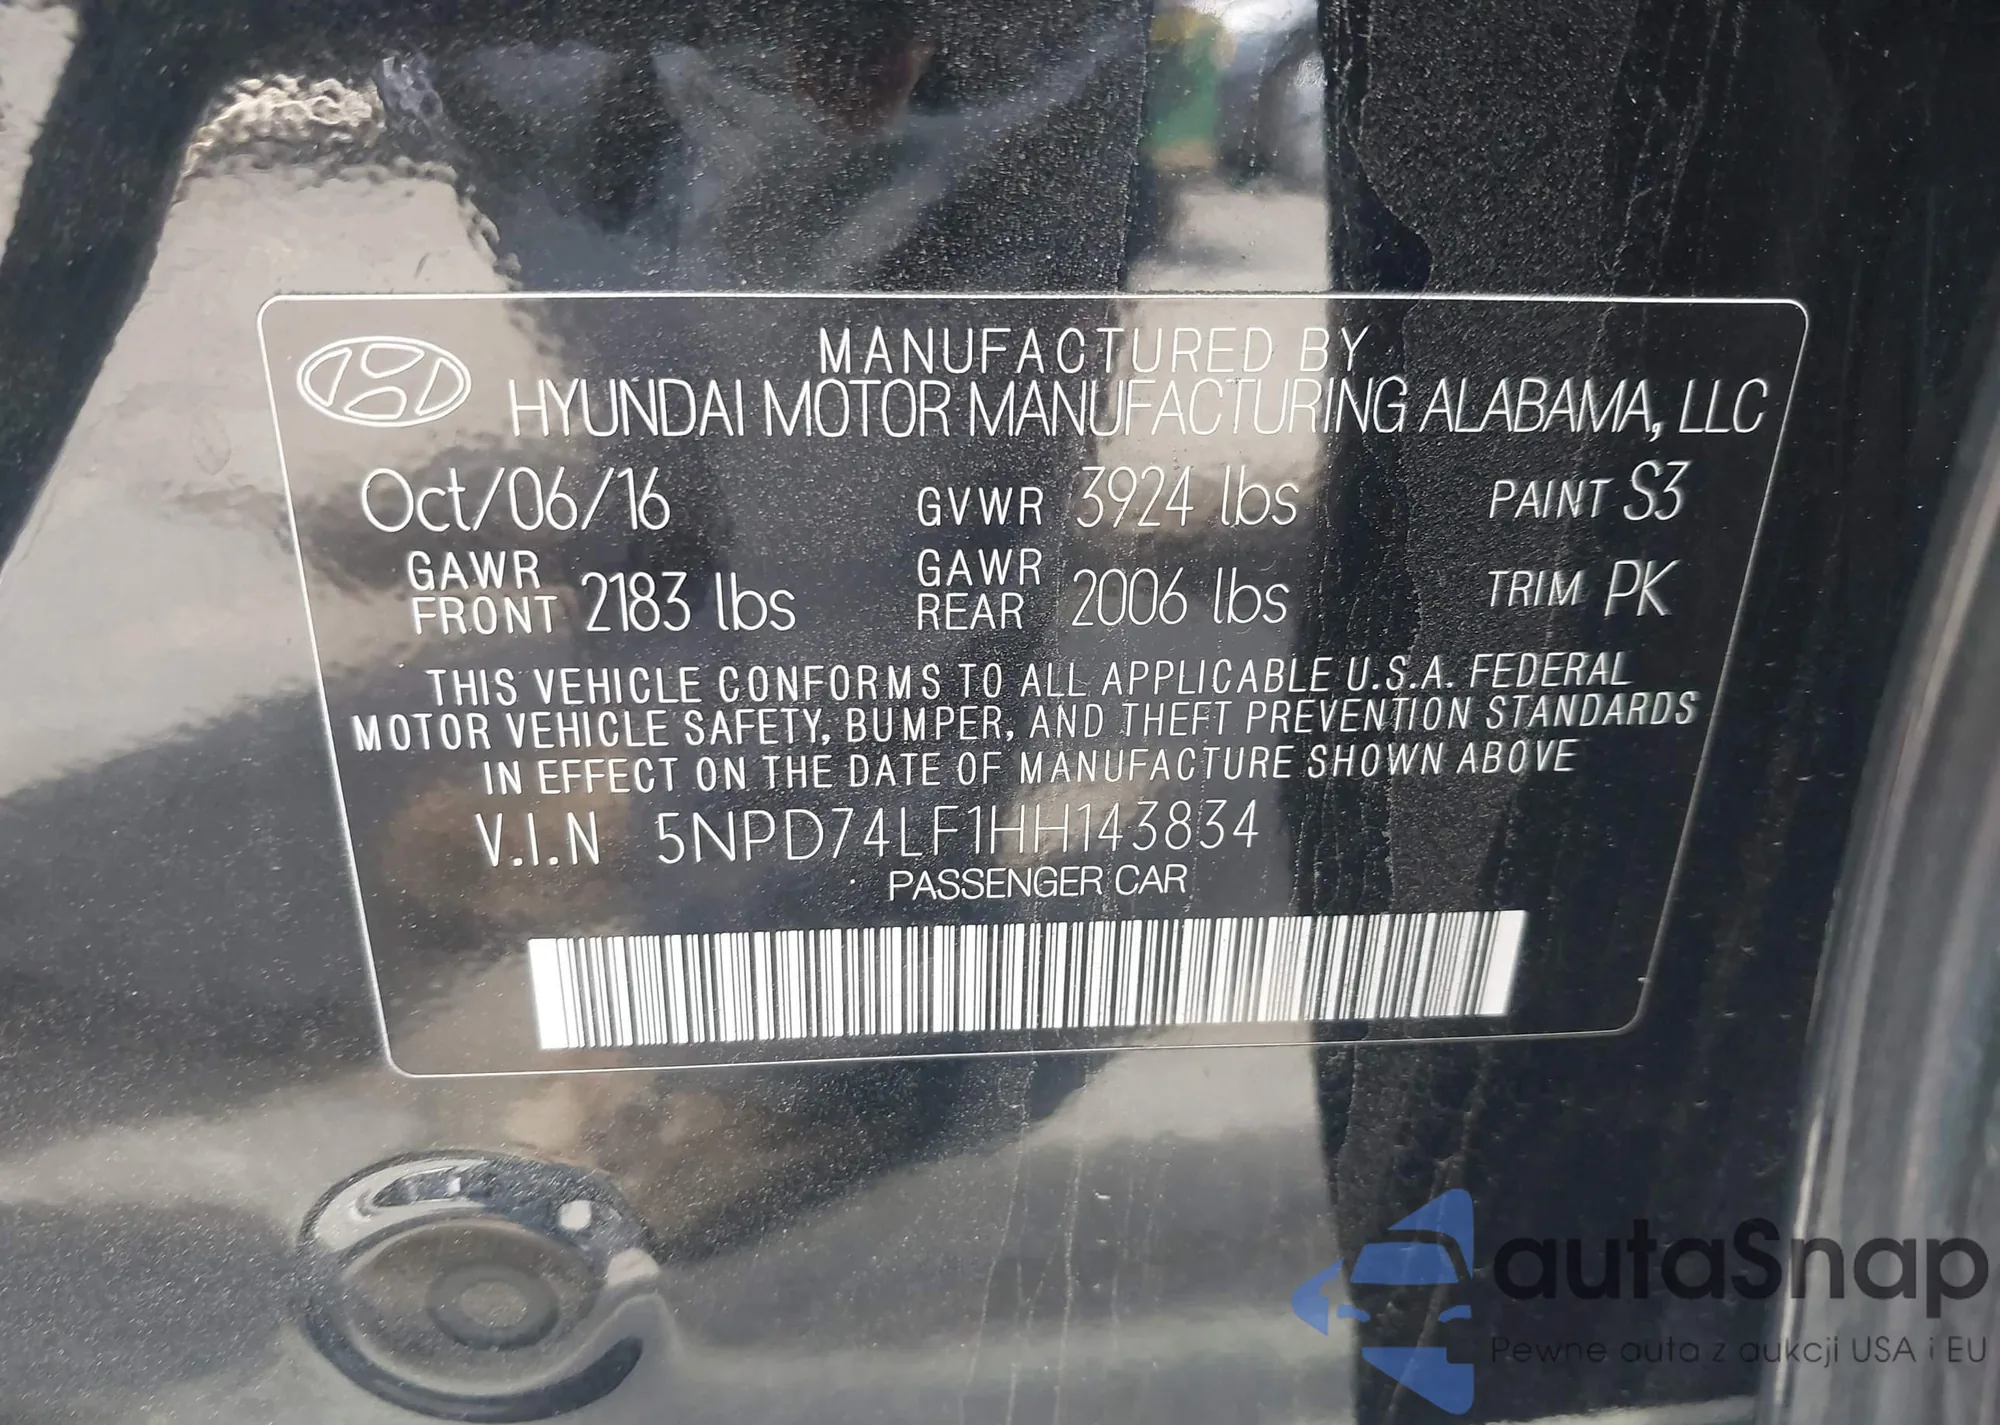 MANUFACTURED BY
HYUNDAI MOTOR MANUFACTURING ALABAMA, LLC
Oct/06/16 GVWR 3924 lbs PAINT S3
GAWR FRONT 2183 lbs GAWR REAR 2006 lbs TRIM PK
THIS VEHICLE CONFORMS TO ALL APPLICABLE U.S.A. FEDERAL
MOTOR VEHICLE SAFETY, BUMPER, AND THEFT PREVENTION STANDARDS
IN EFFECT ON THE DATE OF MANUFACTURE SHOWN ABOVE
V.I.N 5NPD74LF1HH143834
PASSENGER CAR
autaSnap
Pewne auta z aukcji USA i EU